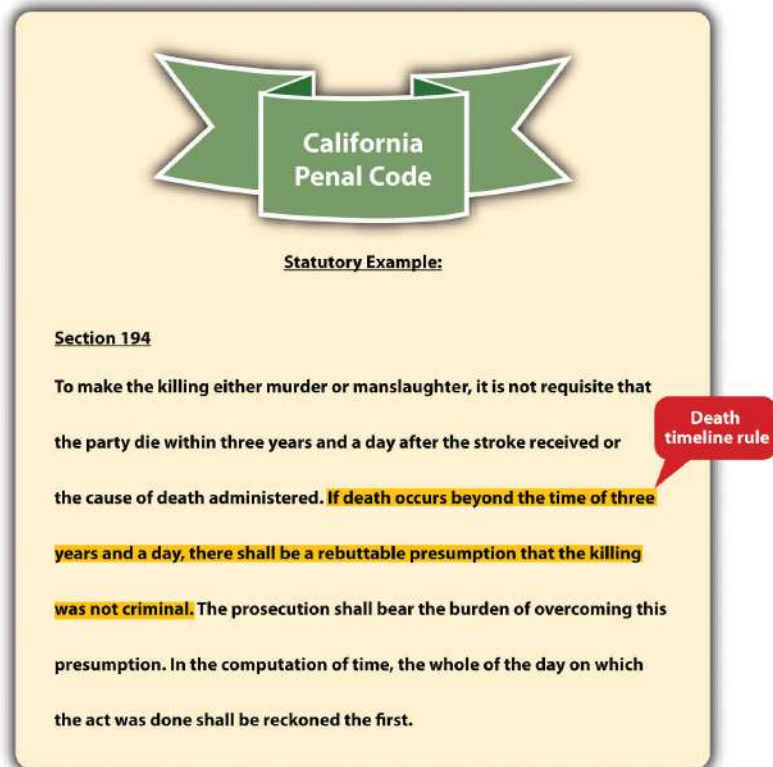 California
Penal Code
Statutory Example:
Section 194
To make the killing either murder or manslaughter, it is not requisite that
the party die within three years and a day after the stroke received or
the cause of death administered. If death occurs beyond the time of three
years and a day, there shall be a rebuttable presumption that the killing
was not criminal. The prosecution shall bear the burden of overcoming this
presumption. In the computation of time, the whole of the day on which
the act was done shall be reckoned the first.
Death
timeline rule